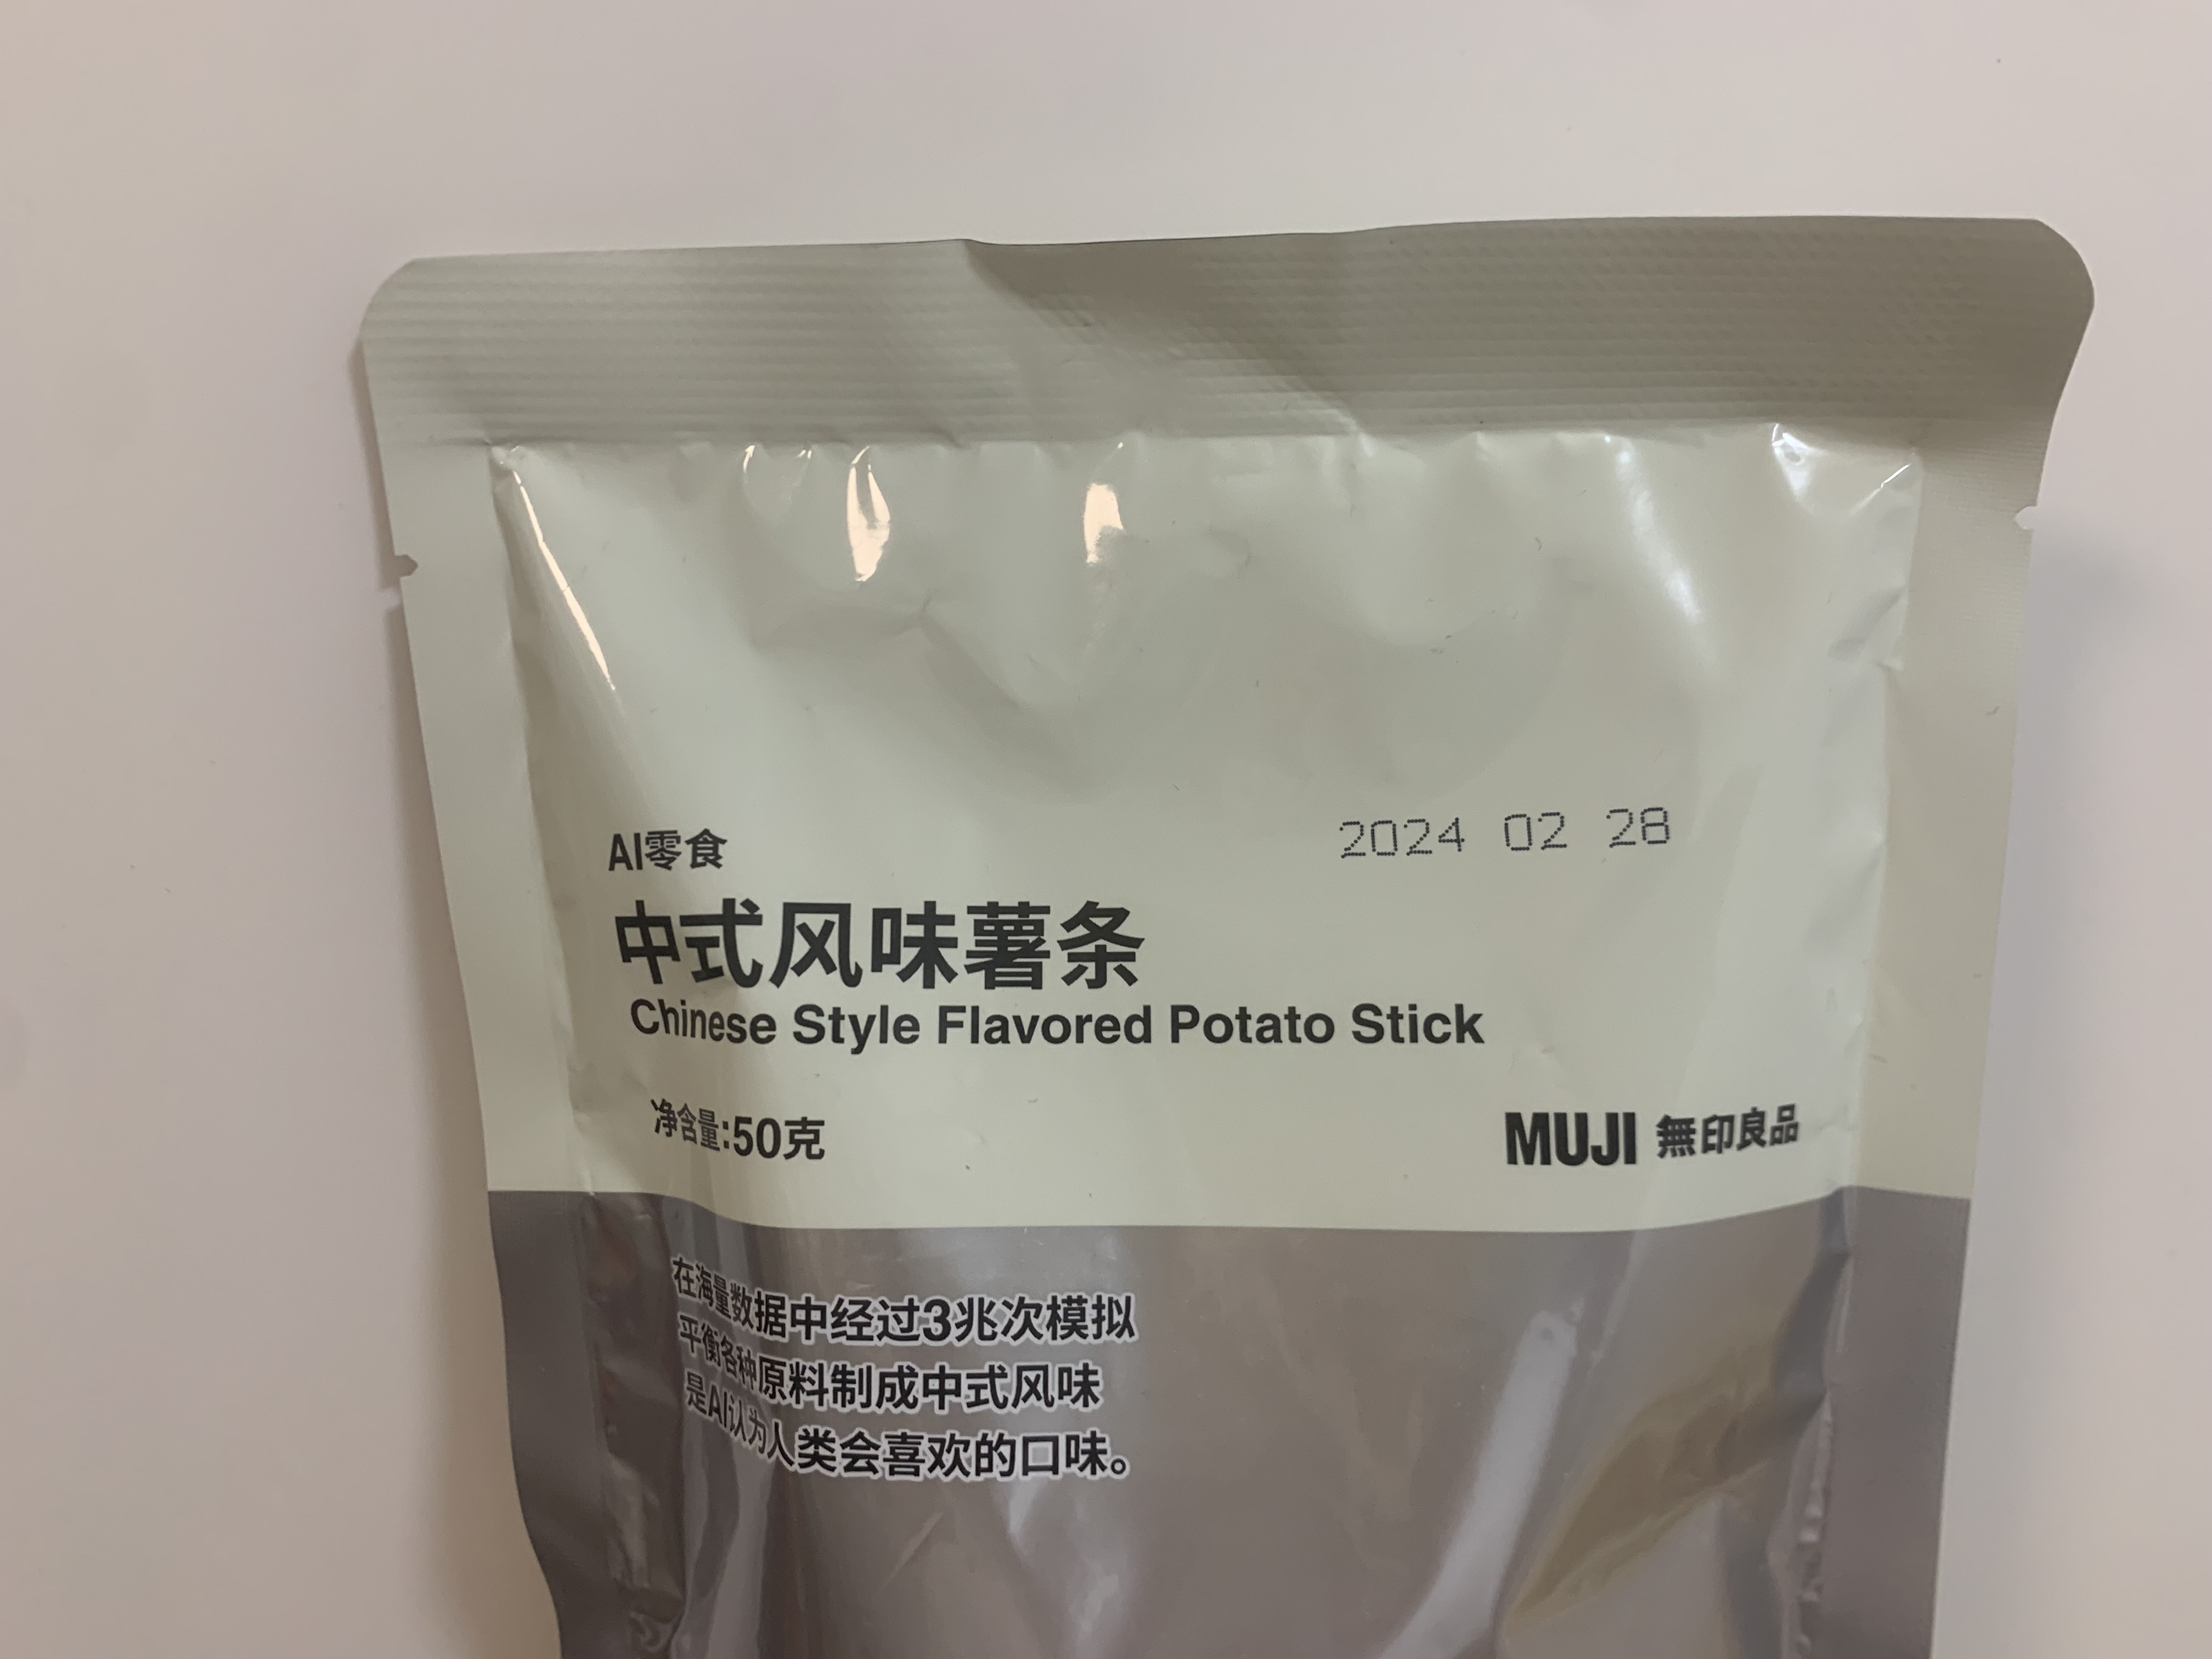 AI零食
2024 02 28
中式风味薯条
Chinese Style Flavored Potato Stick
净含量:50克
MUJI 無印良品
在海量数据中经过3兆次模拟
平衡各种原料制成中式风味
是AI认为人类会喜欢的口味。